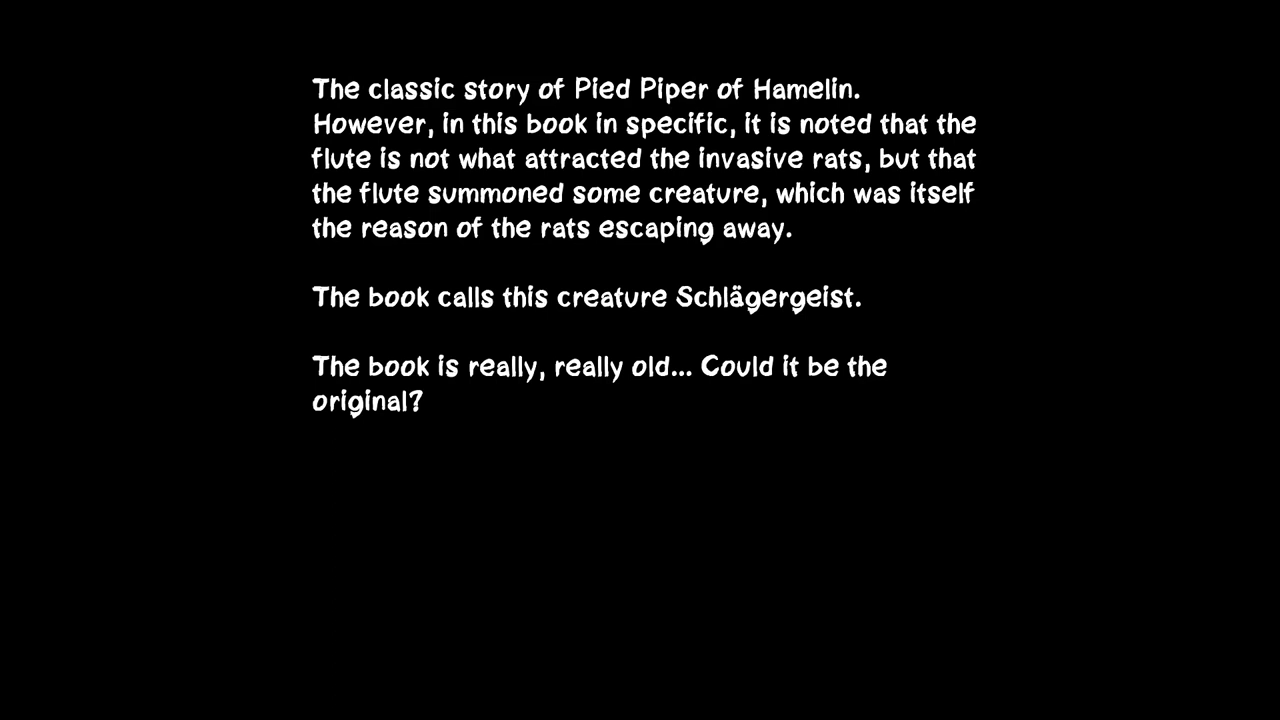 The classic story of Pied Piper of Hamelin.
However, in this book in specific, it is noted that the
flute is not what attracted the invasive rats, but that
the flute summoned some creature, which was itself
the reason of the rats escaping away.
The book calls this creature Schlägergeist.
The book is really, really old... Could it be the
original?